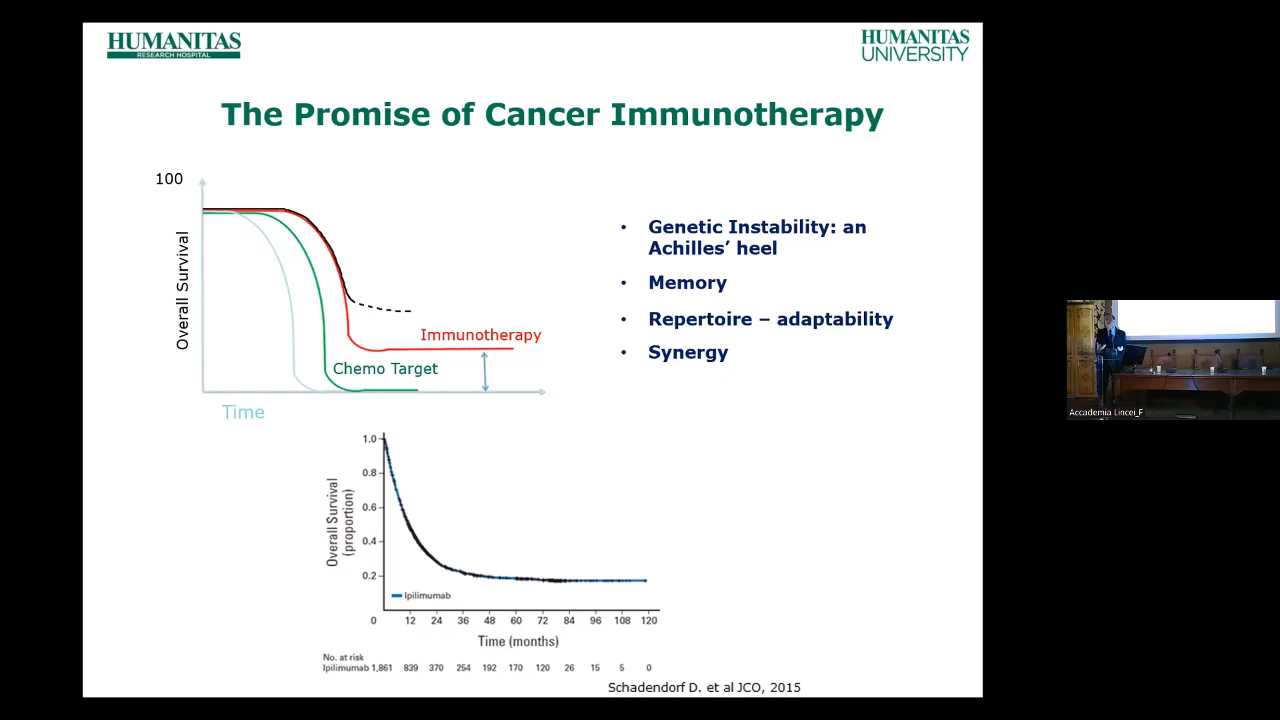 HUMANITAS
RESEARCH HOSPITAL
HUMANITAS
UNIVERSITY
The Promise of Cancer Immunotherapy
100
Overall Survival
Immunotherapy
Chemo Target
Time
• Genetic Instability: an
Achilles’ heel
• Memory
• Repertoire – adaptability
• Synergy
Accademia Lincei_F
Overall Survival
(proportion)
1.0
0.8
0.6
0.4
0.2
Ipilimumab
0 12 24 36 48 60 72 84 96 108 120
Time (months)
No. at risk
Ipilimumab 1,861 839 370 254 192 170 120 26 15 5 0
Schadendorf D. et al JCO, 2015